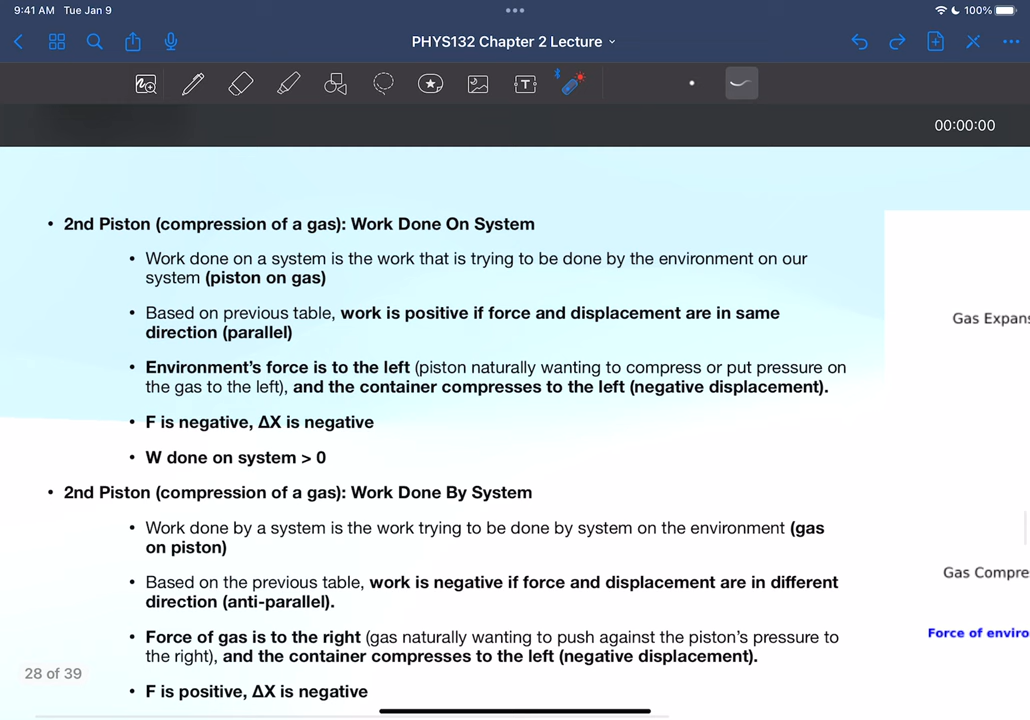 9:41 AM Tue Jan 9
100%
PHYS132 Chapter 2 Lecture
00:00:00
• 2nd Piston (compression of a gas): Work Done On System
• Work done on a system is the work that is trying to be done by the environment on our
system (piston on gas)
• Based on previous table, work is positive if force and displacement are in same
direction (parallel)
• Environment's force is to the left (piston naturally wanting to compress or put pressure on
the gas to the left), and the container compresses to the left (negative displacement).
• F is negative, ΔX is negative
• W done on system > 0
• 2nd Piston (compression of a gas): Work Done By System
• Work done by a system is the work trying to be done by system on the environment (gas
on piston)
• Based on the previous table, work is negative if force and displacement are in different
direction (anti-parallel).
• Force of gas is to the right (gas naturally wanting to push against the piston's pressure to
the right), and the container compresses to the left (negative displacement).
• F is positive, ΔX is negative
28 of 39
Gas Expans
Gas Compre
Force of enviro